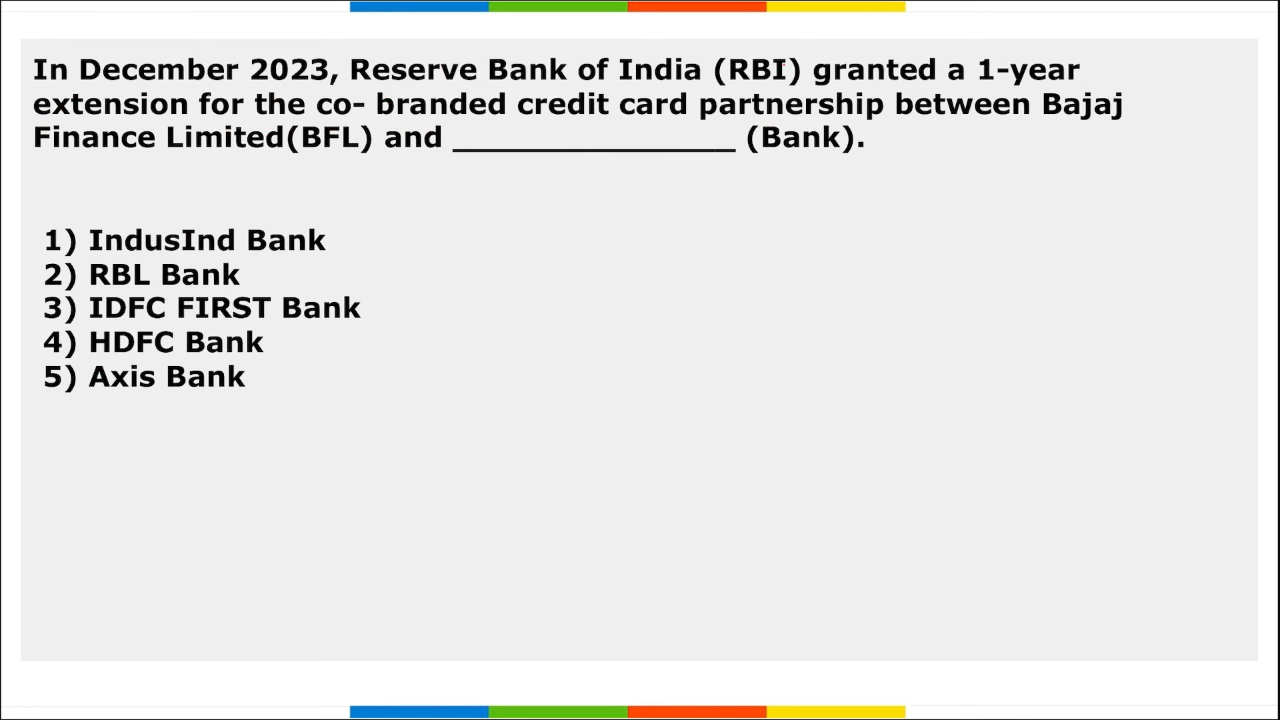 In December 2023, Reserve Bank of India (RBI) granted a 1-year
extension for the co- branded credit card partnership between Bajaj
Finance Limited(BFL) and ________________ (Bank).
1) IndusInd Bank
2) RBL Bank
3) IDFC FIRST Bank
4) HDFC Bank
5) Axis Bank